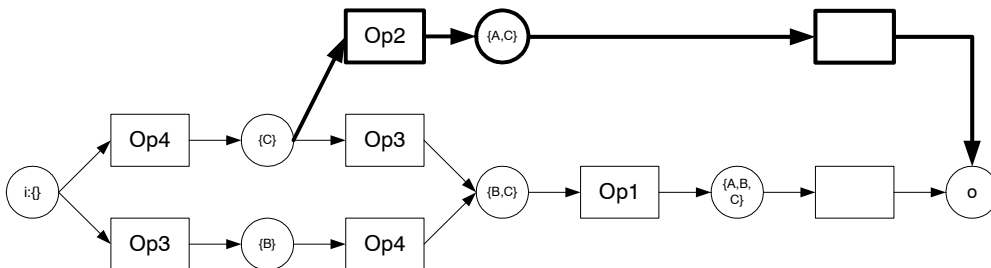 Op2
{A,C}
Op4
{C}
Op3
i:{}
{B,C}
Op1
{A,B,
C}
o
Op3
{B}
Op4